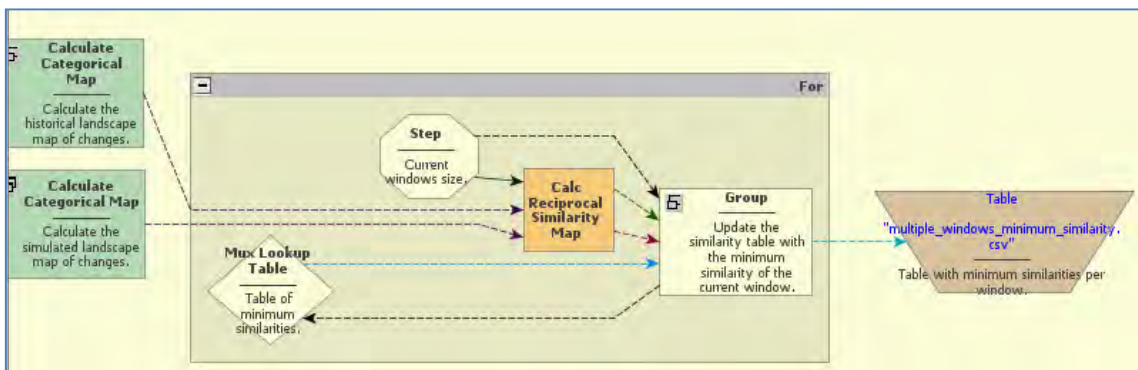 Calculate
Categorical
Map
Calculate the
historical landscape
map of changes.
Calculate
Categorical Map
Calculate the
simulated landscape
map of changes.
For
Step
Current
windows size.
Mux Lookup
Table
Table of
minimum
similarities.
Calc
Reciprocal
Similarity
Map
Group
Update the
similarity table with
the minimum
similarity of the
current window.
Table
"multiple_windows_minimum_similarity.
csv"
Table with minimum similarities per
window.